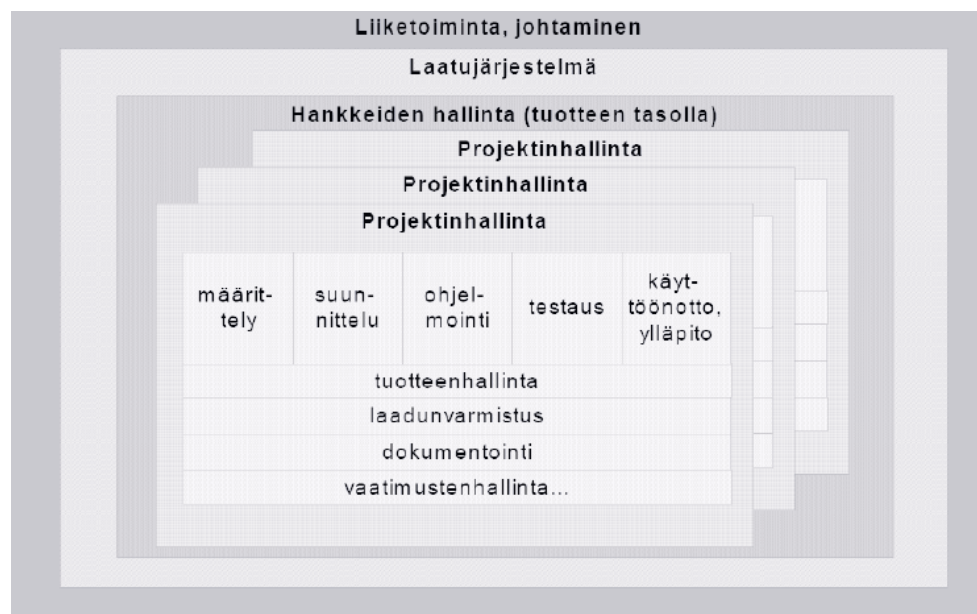 Liiketoiminta, johtaminen
Laatujärjestelmä
Hankkeiden hallinta (tuotteen tasolla)
Projektinhallinta
Projektinhallinta
Projektinhallinta
määrit-
tely
suun-
nittelu
ohjel-
mointi
testaus
käyt-
töönotto,
ylläpito
tuotteenhallinta
laadunvarmistus
dokumentointi
vaatimustenhallinta...